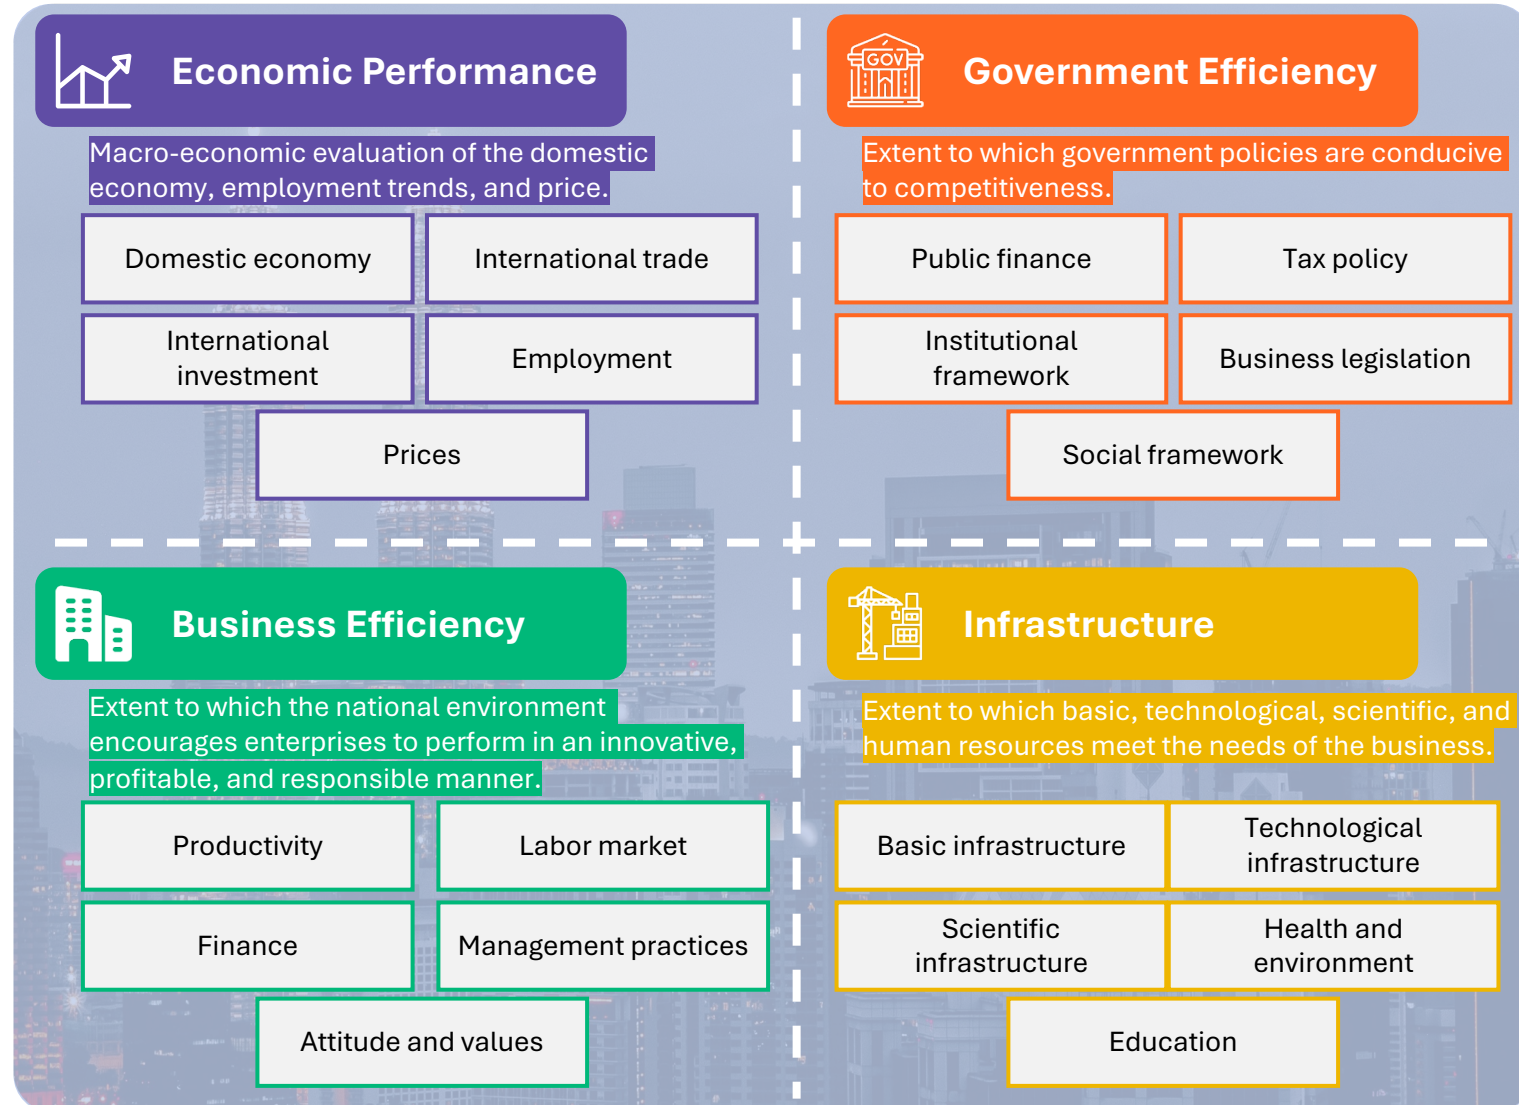 Economic Performance
Macro-economic evaluation of the domestic
economy, employment trends, and price.
Domestic economy
International trade
International
investment
Employment
Prices
GOV
Government Efficiency
Extent to which government policies are conducive
to competitiveness.
Public finance
Tax policy
Institutional
framework
Business legislation
Social framework
Business Efficiency
Extent to which the national environment
encourages enterprises to perform in an innovative,
profitable, and responsible manner.
Productivity
Labor market
Finance
Management practices
Attitude and values
Infrastructure
Extent to which basic, technological, scientific, and
human resources meet the needs of the business.
Basic infrastructure
Technological
infrastructure
Scientific
infrastructure
Health and
environment
Education